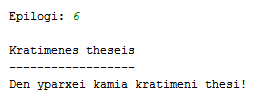 Epilogi: 6
Kratimenes theseis
------------------
Den yparxei kamia kratimeni thesi!